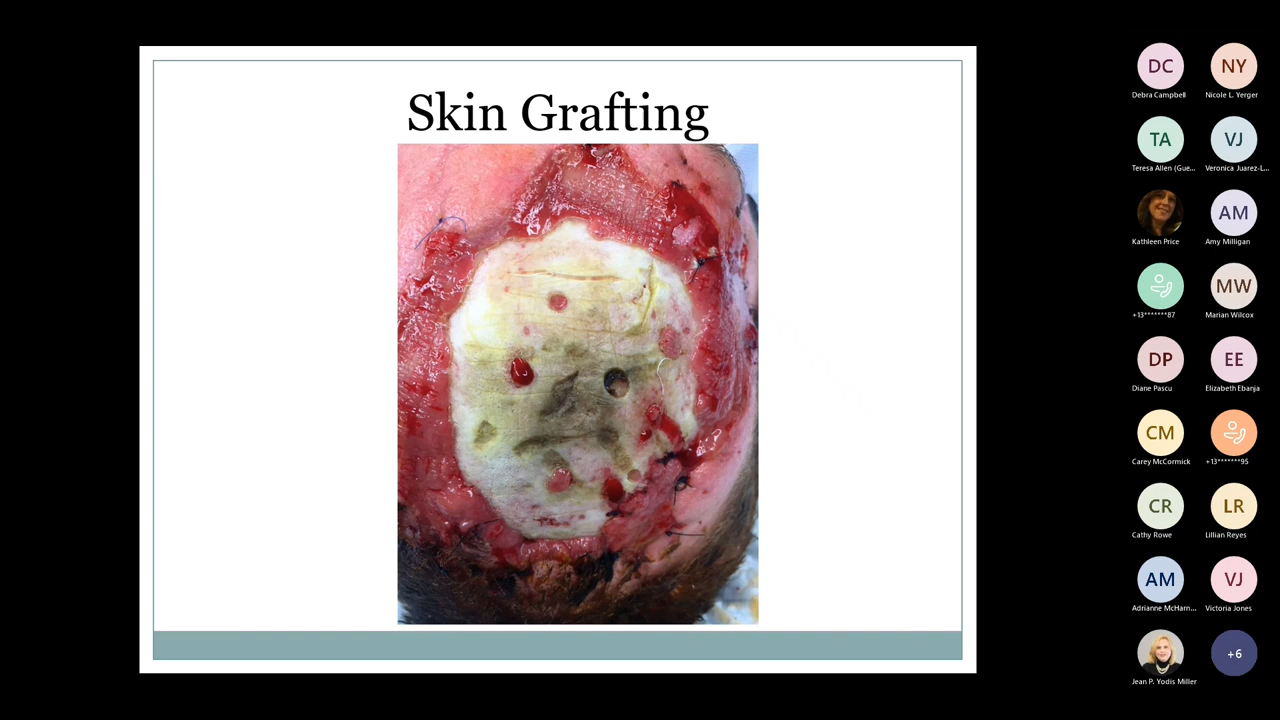 Skin Grafting
DC
NY
Debra Campbell
Nicole L. Yerger
TA
VJ
Teresa Allen (Gue...
Veronica Juarez-L...
AM
Kathleen Price
Amy Milligan
MW
+13*******87
Marian Wilcox
DP
EE
Diane Pascu
Elizabeth Ebanja
CM
Carey McCormick
+13*******95
CR
LR
Cathy Rowe
Lillian Reyes
AM
VJ
Adrianne McHarn...
Victoria Jones
+6
Jean P. Yodis Miller